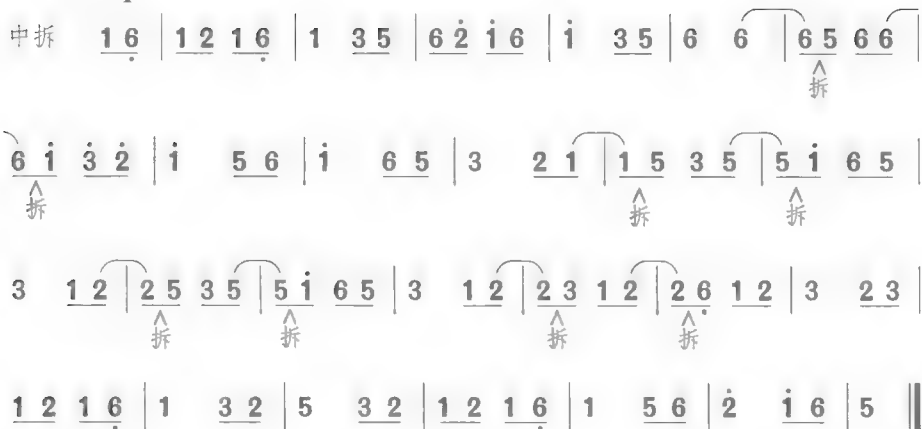 中拆 1 6̣ | 1 2 1 6̣ | 1 3 5 | 6 2̇ 1̇ 6 | 1̇ 3 5 | 6 6 | 6 5 6 6 |
∧
拆
6 1̇ 3̇ 2̇ | 1̇ 5 6 | 1̇ 6 5 | 3 2 1 | 1 5 3 5 | 5 1̇ 6 5 |
∧ ∧ ∧
拆 拆 拆
3 1 2 | 2 5 3 5 | 5 1̇ 6 5 | 3 1 2 | 2 3 1 2 | 2 6̣ 1 2 | 3 2 3 |
∧ ∧ ∧ ∧
拆 拆 拆 拆
1 2 1 6̣ | 1 3 2 | 5 3 2 | 1 2 1 6̣ | 1 5 6 | 2̇ 1̇ 6 | 5 ‖